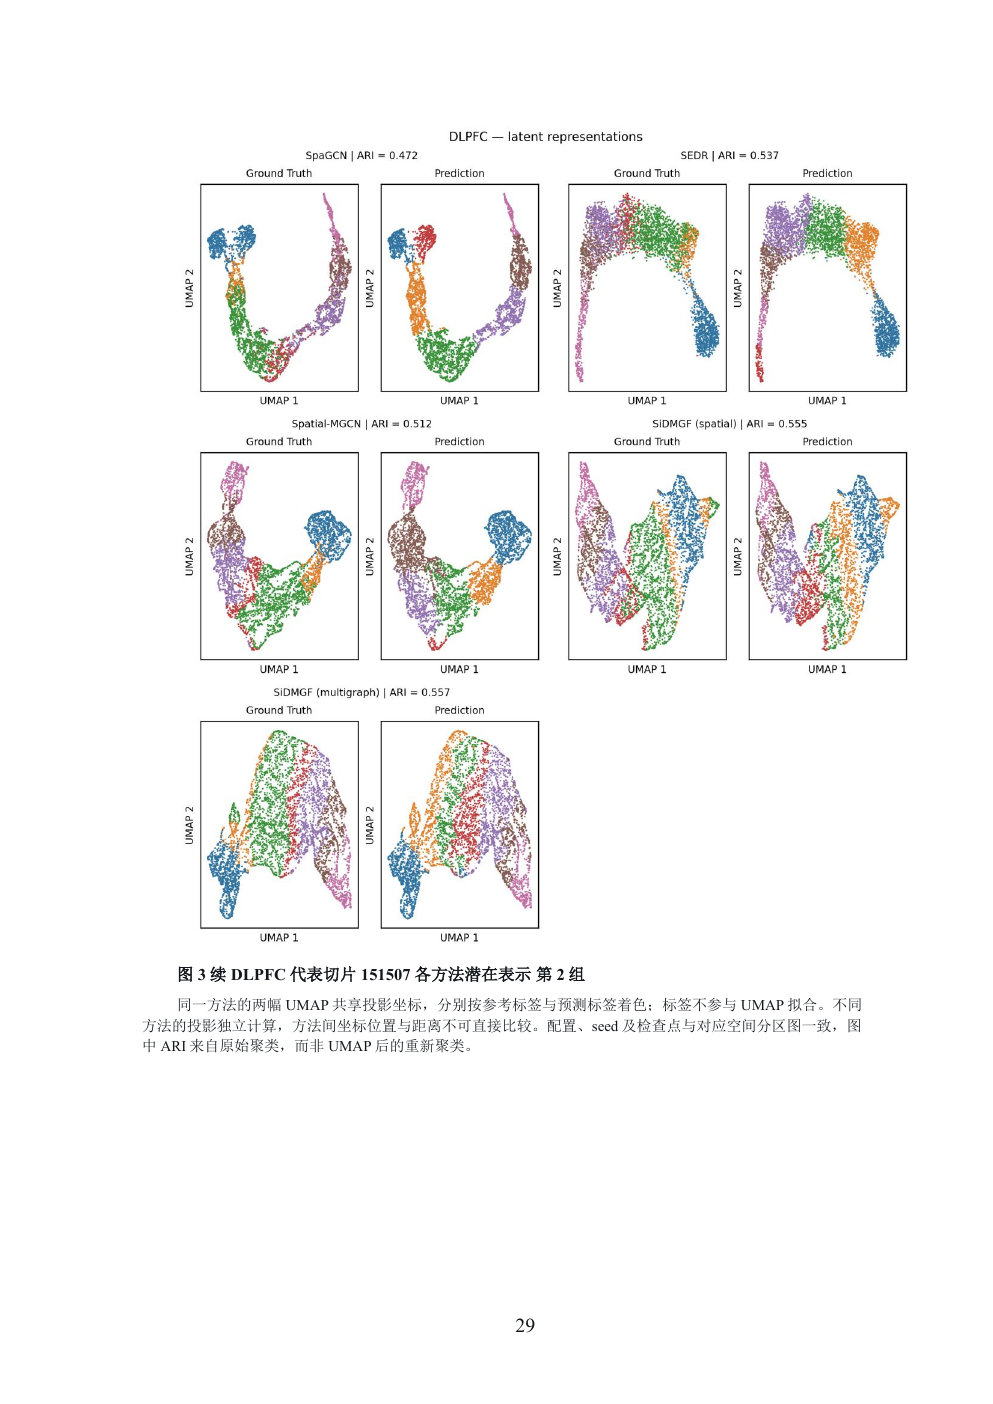 DLPFC — latent representations
SpaGCN | ARI = 0.472
SEDR | ARI = 0.537
Ground Truth
Prediction
Ground Truth
Prediction
UMAP 2
UMAP 2
UMAP 2
UMAP 2
UMAP 1
UMAP 1
UMAP 1
UMAP 1
Spatial-MGCN | ARI = 0.512
SiDMGF (spatial) | ARI = 0.555
Ground Truth
Prediction
Ground Truth
Prediction
UMAP 2
UMAP 2
UMAP 2
UMAP 2
UMAP 1
UMAP 1
UMAP 1
UMAP 1
SiDMGF (multigraph) | ARI = 0.557
Ground Truth
Prediction
UMAP 2
UMAP 2
UMAP 1
UMAP 1
图 3 续 DLPFC 代表切片 151507 各方法潜在表示 第 2 组
同一方法的两幅 UMAP 共享投影坐标，分别按参考标签与预测标签着色；标签不参与 UMAP 拟合。不同
方法的投影独立计算，方法间坐标位置与距离不可直接比较。配置、seed 及检查点与对应空间分区图一致，图
中 ARI 来自原始聚类，而非 UMAP 后的重新聚类。
29